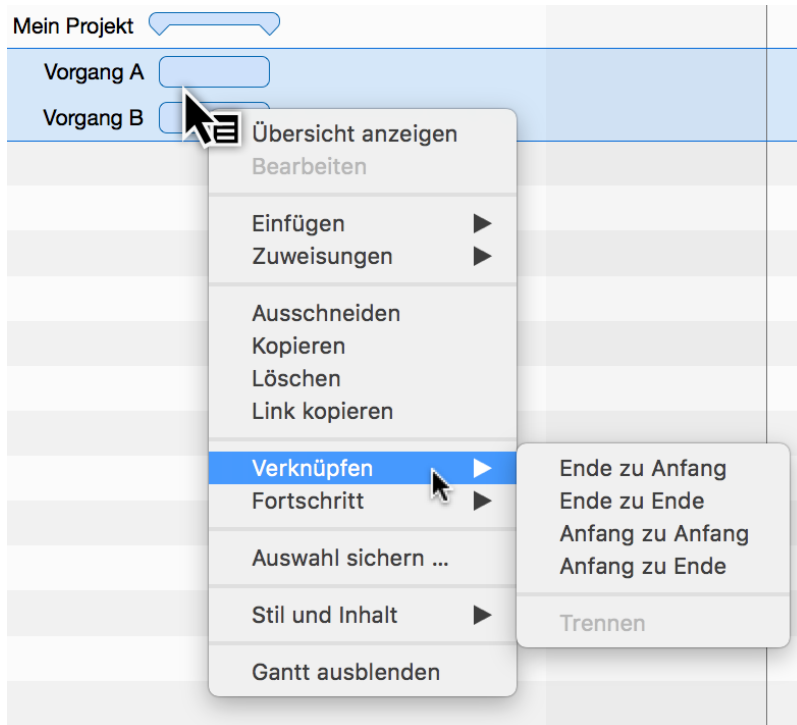 Mein Projekt
Vorgang A
Vorgang B
Übersicht anzeigen
Bearbeiten
Einfügen
Zuweisungen
Ausschneiden
Kopieren
Löschen
Link kopieren
Verknüpfen
Fortschritt
Auswahl sichern ...
Stil und Inhalt
Gantt ausblenden
Ende zu Anfang
Ende zu Ende
Anfang zu Anfang
Anfang zu Ende
Trennen